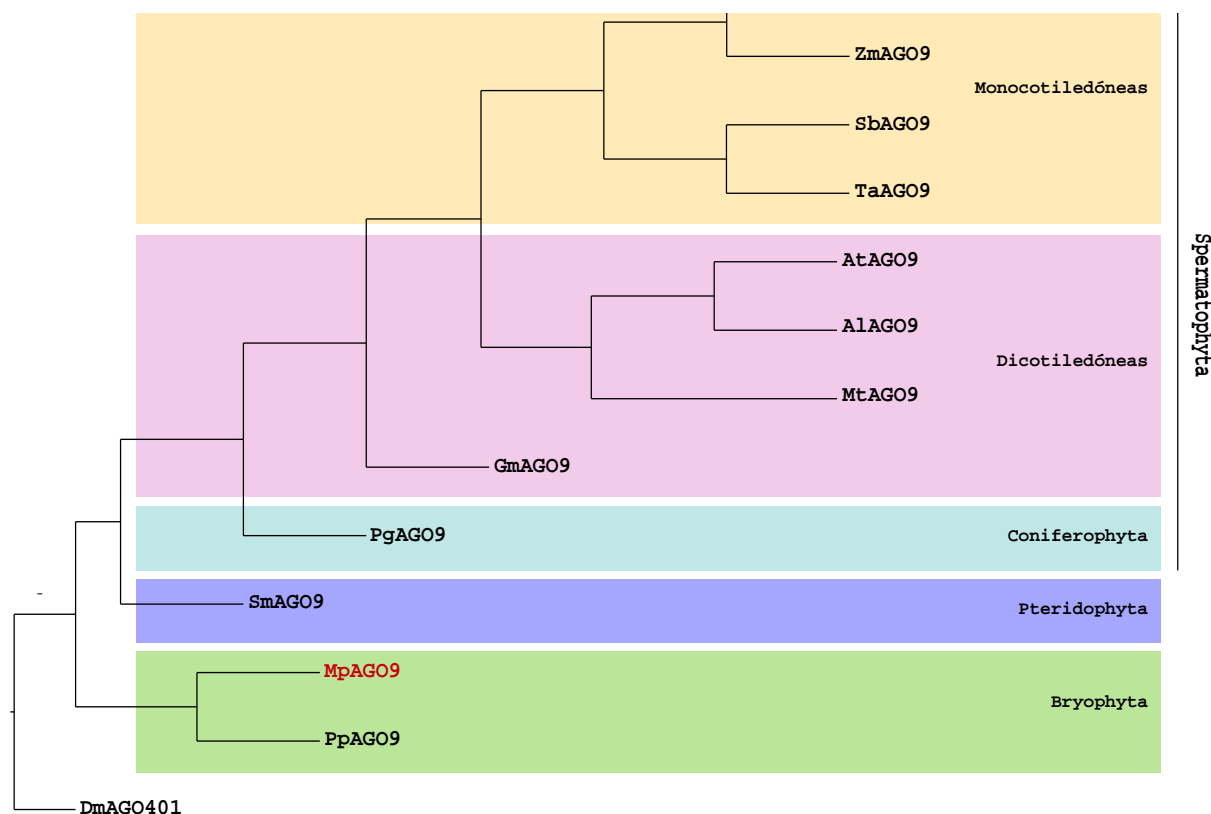 ZmAGO9
Monocotiledóneas
SbAGO9
TaAGO9
Spermatophyta
AtAGO9
AlAGO9
Dicotiledóneas
MtAGO9
GmAGO9
PgAGO9
Coniferophyta
SmAGO9
Pteridophyta
MpAGO9
Bryophyta
PpAGO9
DmAGO401